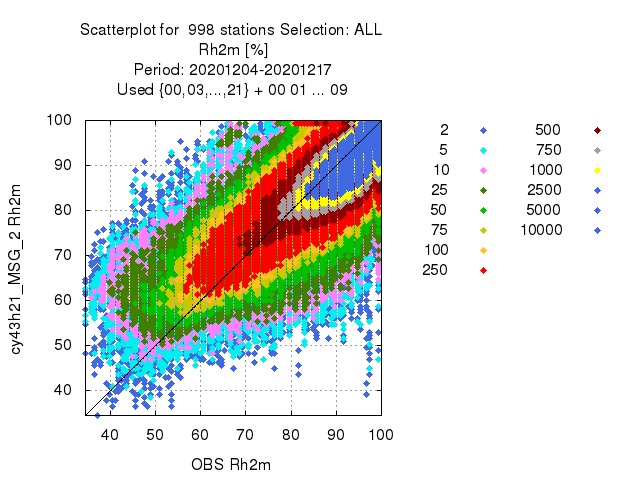 Scatterplot for 998 stations Selection: ALL
Rh2m [%]
Period: 20201204-20201217
Used {00,03,...,21} + 00 01 ... 09
100
90
80
70
60
50
40
cy43h21_MSG_2 Rh2m
40 50 60 70 80 90 100
OBS Rh2m
2 500
5 750
10 1000
25 2500
50 5000
75 10000
100
250